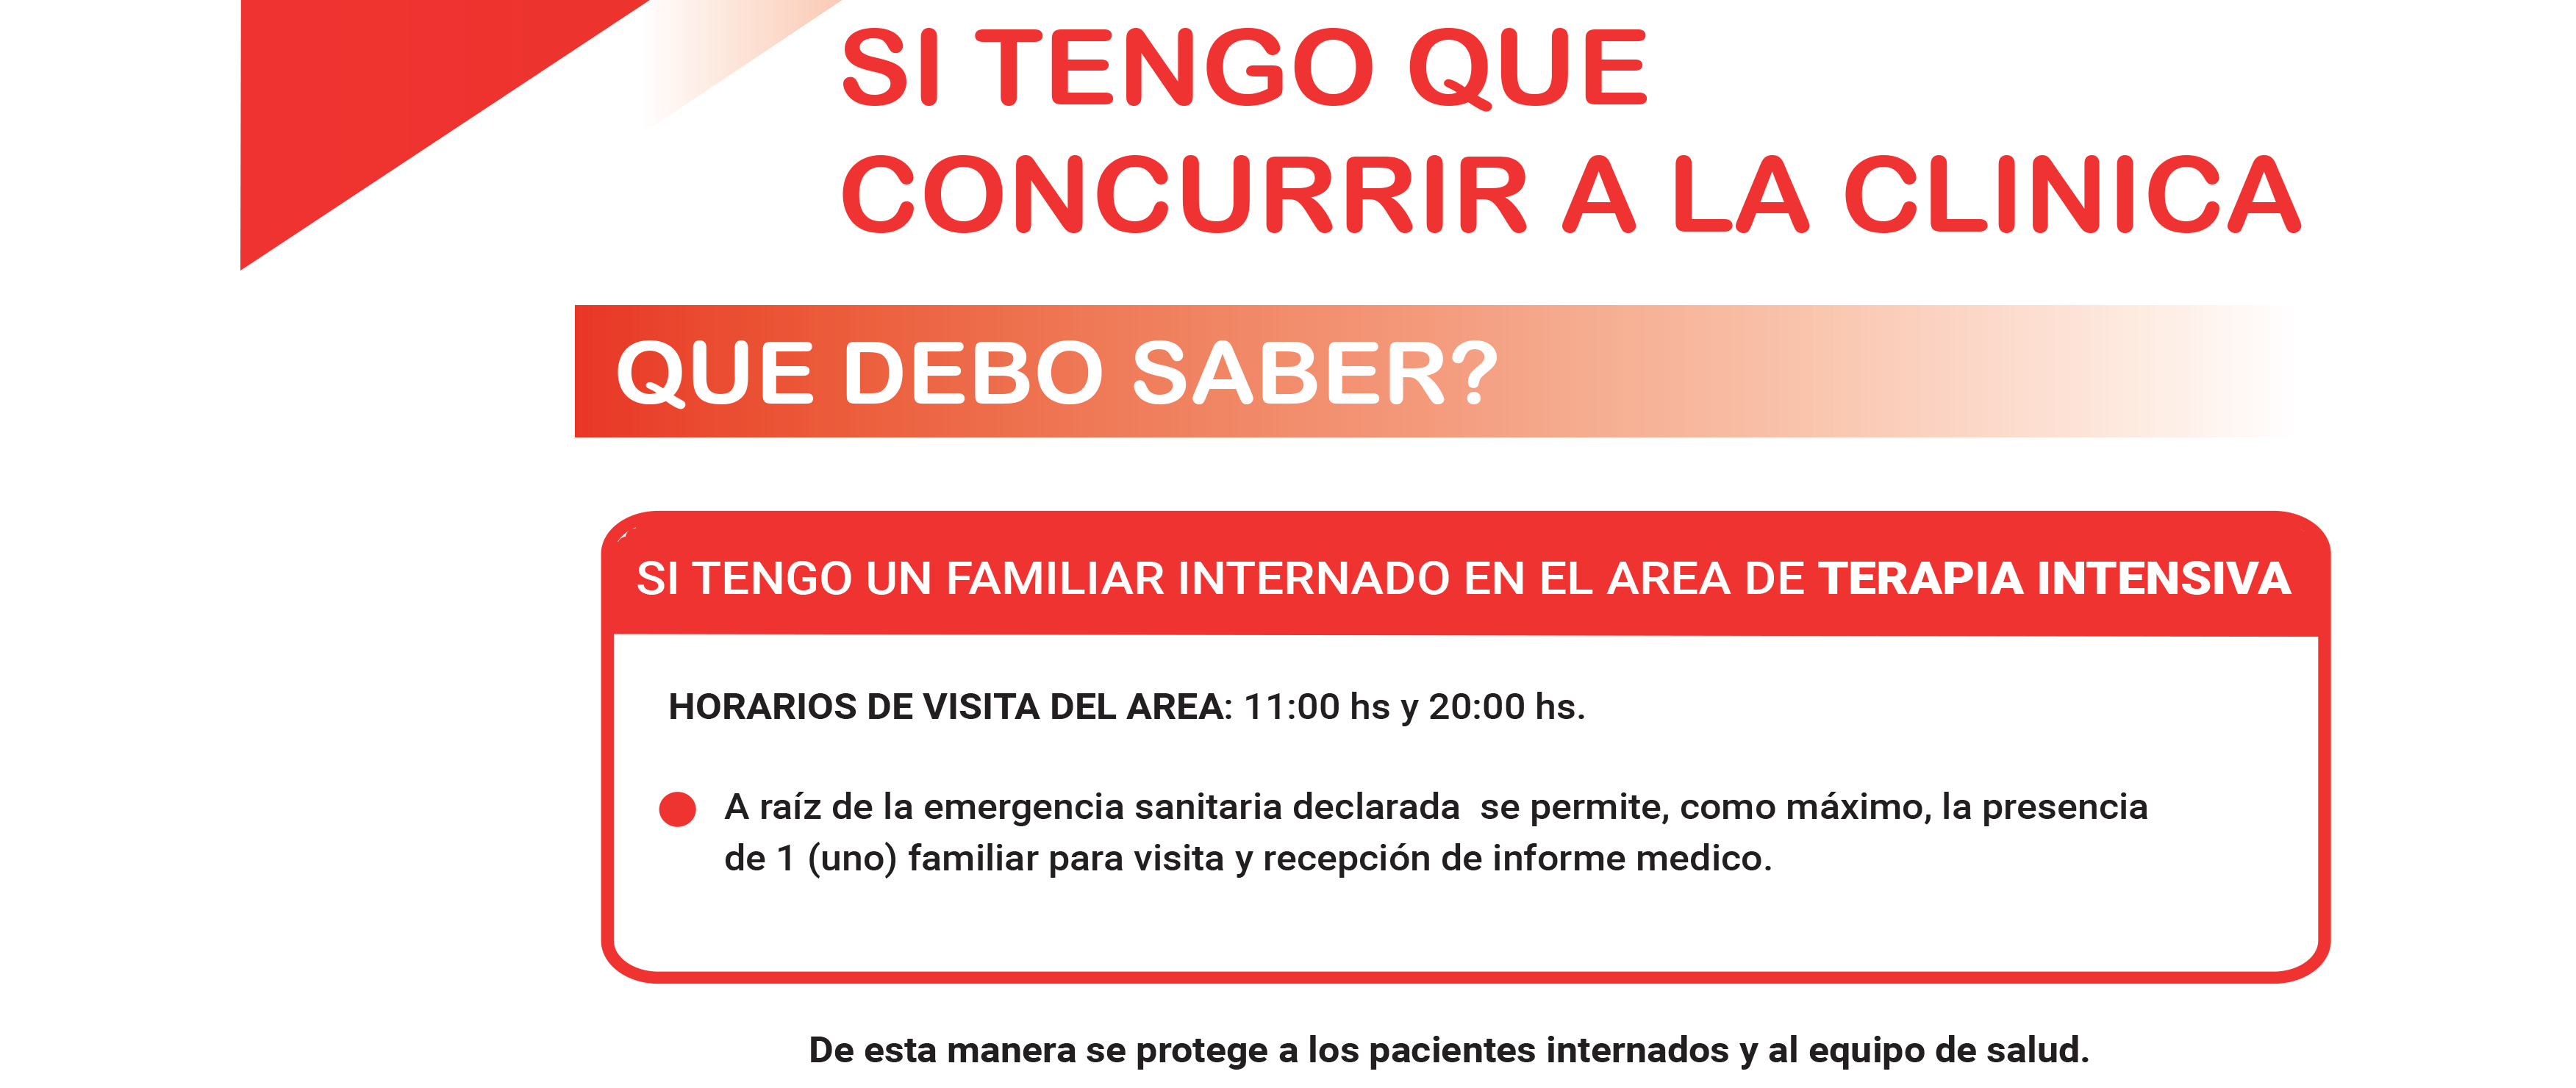 SI TENGO QUE
CONCURRIR A LA CLINICA
QUE DEBO SABER?
SI TENGO UN FAMILIAR INTERNADO EN EL AREA DE TERAPIA INTENSIVA
HORARIOS DE VISITA DEL AREA: 11:00 hs y 20:00 hs.
A raíz de la emergencia sanitaria declarada  se permite, como máximo, la presencia
de 1 (uno) familiar para visita y recepción de informe medico.
De esta manera se protege a los pacientes internados y al equipo de salud.